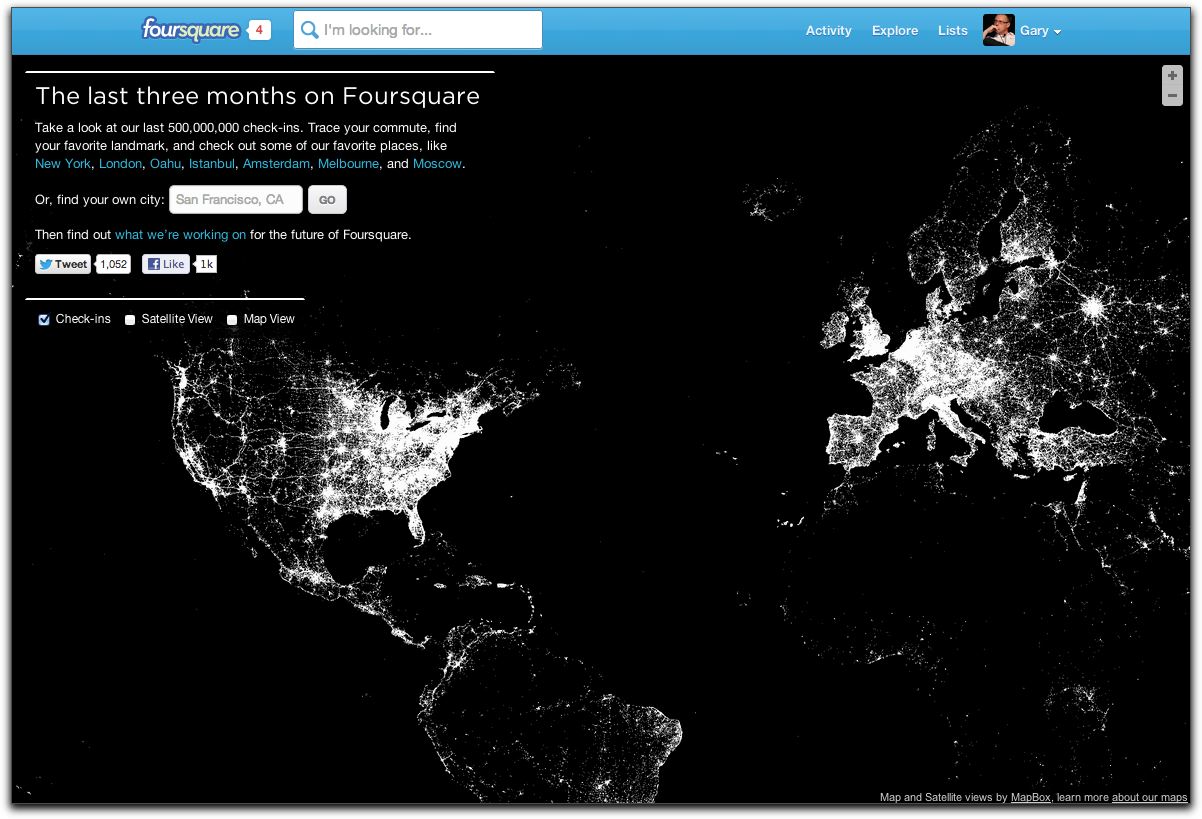 foursquare 4 I'm looking for... Activity Explore Lists Gary
The last three months on Foursquare
Take a look at our last 500,000,000 check-ins. Trace your commute, find
your favorite landmark, and check out some of our favorite places, like
New York, London, Oahu, Istanbul, Amsterdam, Melbourne, and Moscow.
Or, find your own city: San Francisco, CA GO
Then find out what we're working on for the future of Foursquare.
Tweet 1,052 Like 1k
Check-ins Satellite View Map View
Map and Satellite views by MapBox, learn more about our maps